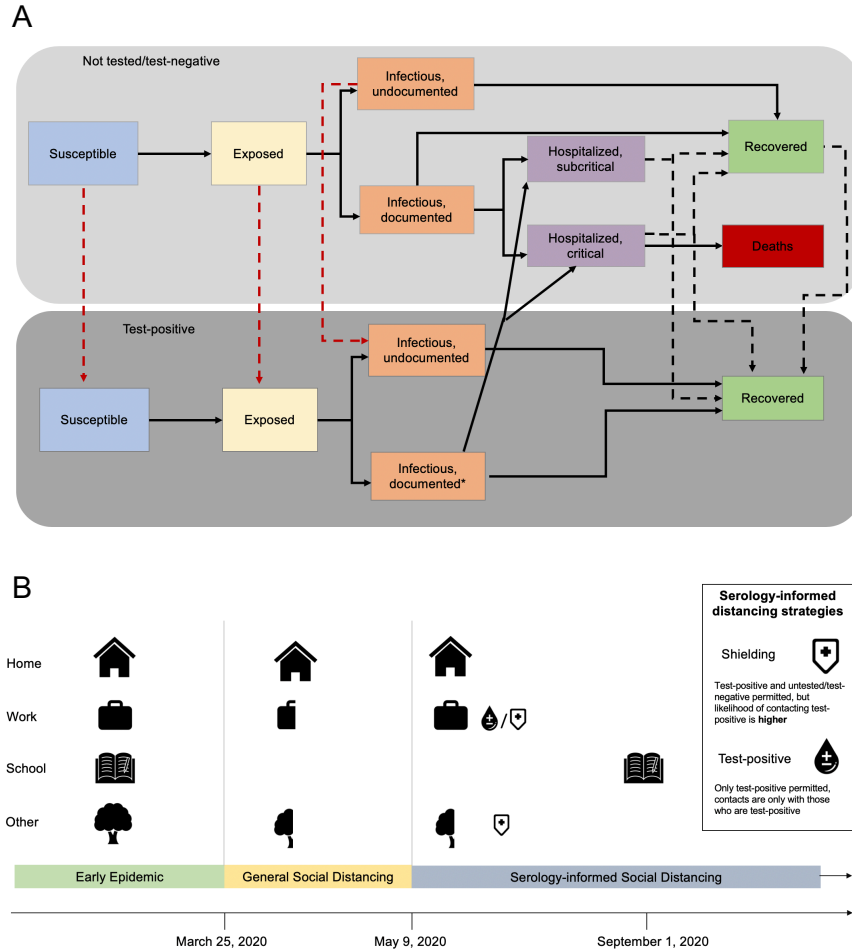 A
Not tested/test-negative
Infectious,
undocumented
Susceptible
Exposed
Hospitalized,
subcritical
Recovered
Infectious,
documented
Hospitalized,
critical
Deaths
Test-positive
Infectious,
undocumented
Susceptible
Exposed
Recovered
Infectious,
documented*
B
Home
Work
/
School
Other
Serology-informed
distancing strategies
Shielding
Test-positive and untested/test-
negative permitted, but
likelihood of contacting test-
positive is higher
Test-positive
Only test-positive permitted,
contacts are only with those
who are test-positive
Early Epidemic
General Social Distancing
Serology-informed Social Distancing
March 25, 2020
May 9, 2020
September 1, 2020